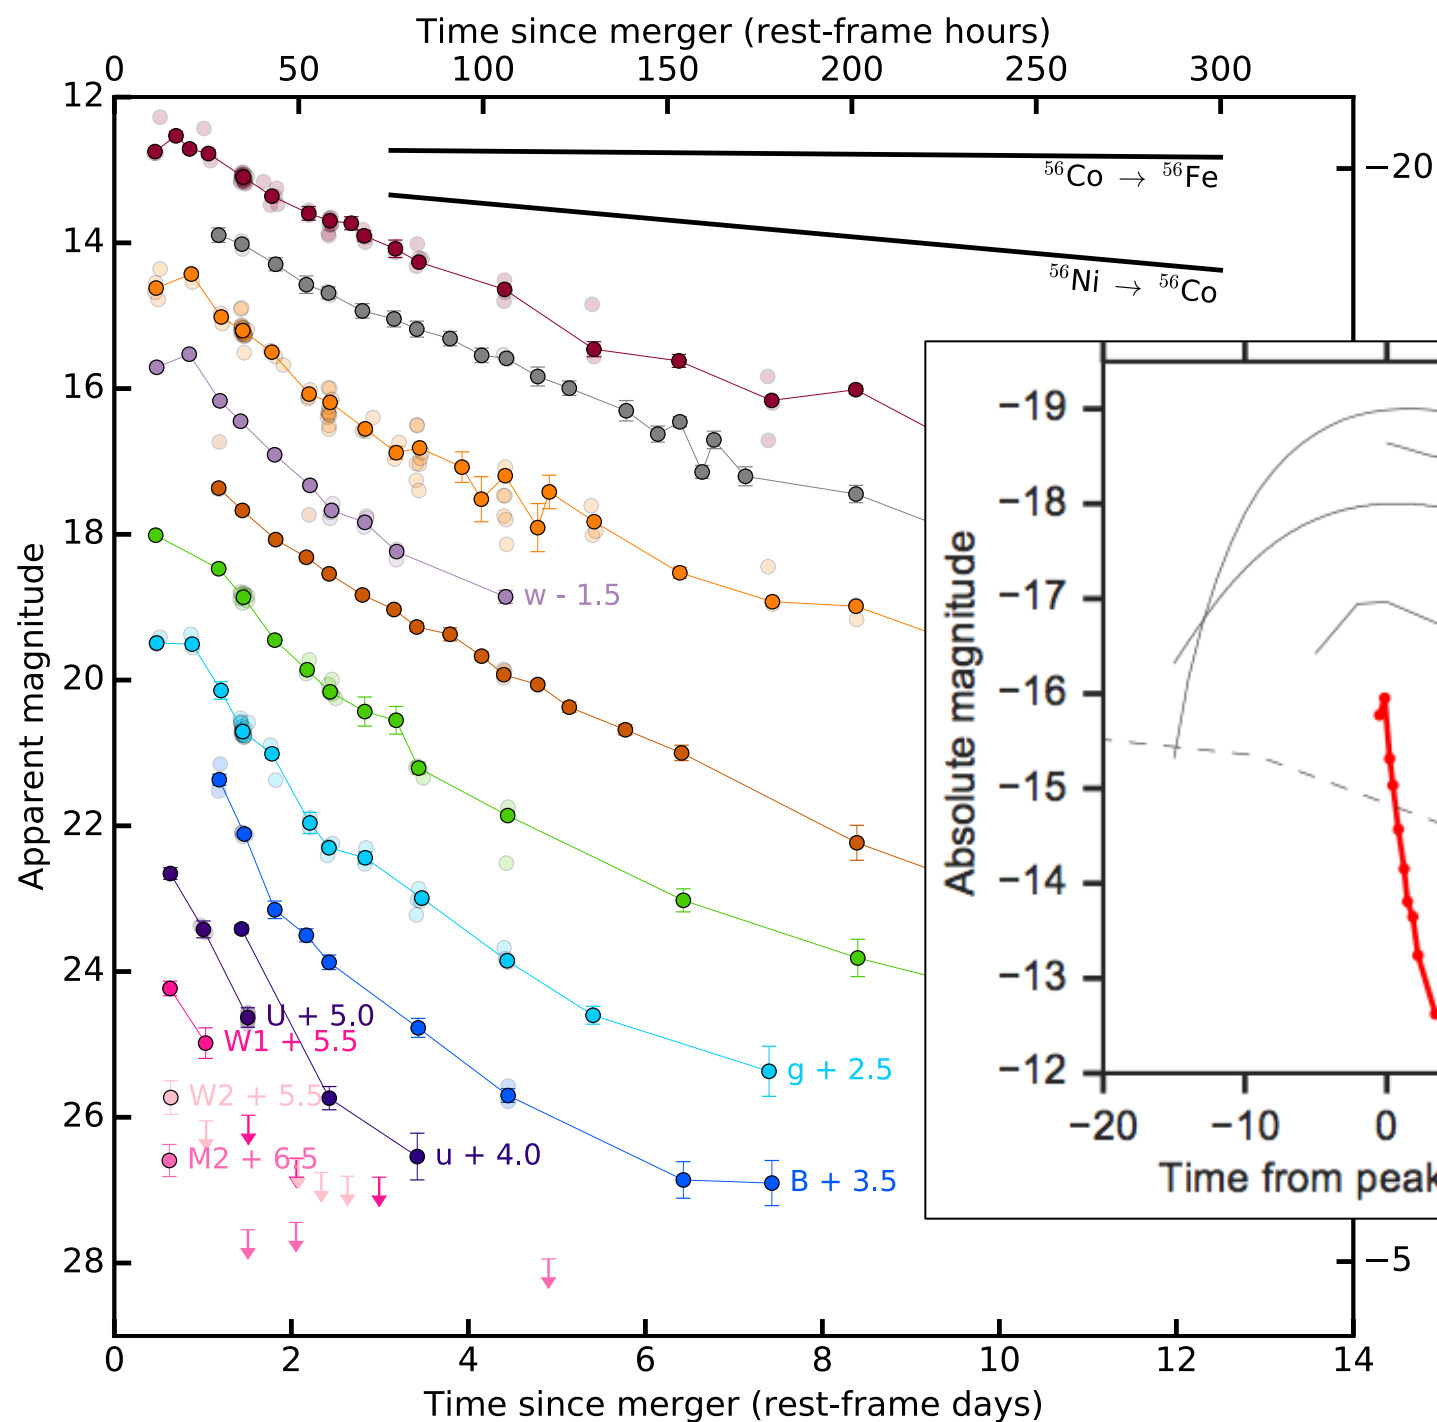 Time since merger (rest-frame hours)
0 50 100 150 200 250 300
12
14
16
18
20
22
24
26
28
Apparent magnitude
−20
−5
⁵⁶Co → ⁵⁶Fe
⁵⁶Ni → ⁵⁶Co
w - 1.5
U + 5.0
W1 + 5.5
W2 + 5.5
M2 + 6.5
u + 4.0
g + 2.5
B + 3.5
Absolute magnitude
−19
−18
−17
−16
−15
−14
−13
−12
−20 −10 0
Time from peak
0 2 4 6 8 10 12 14
Time since merger (rest-frame days)